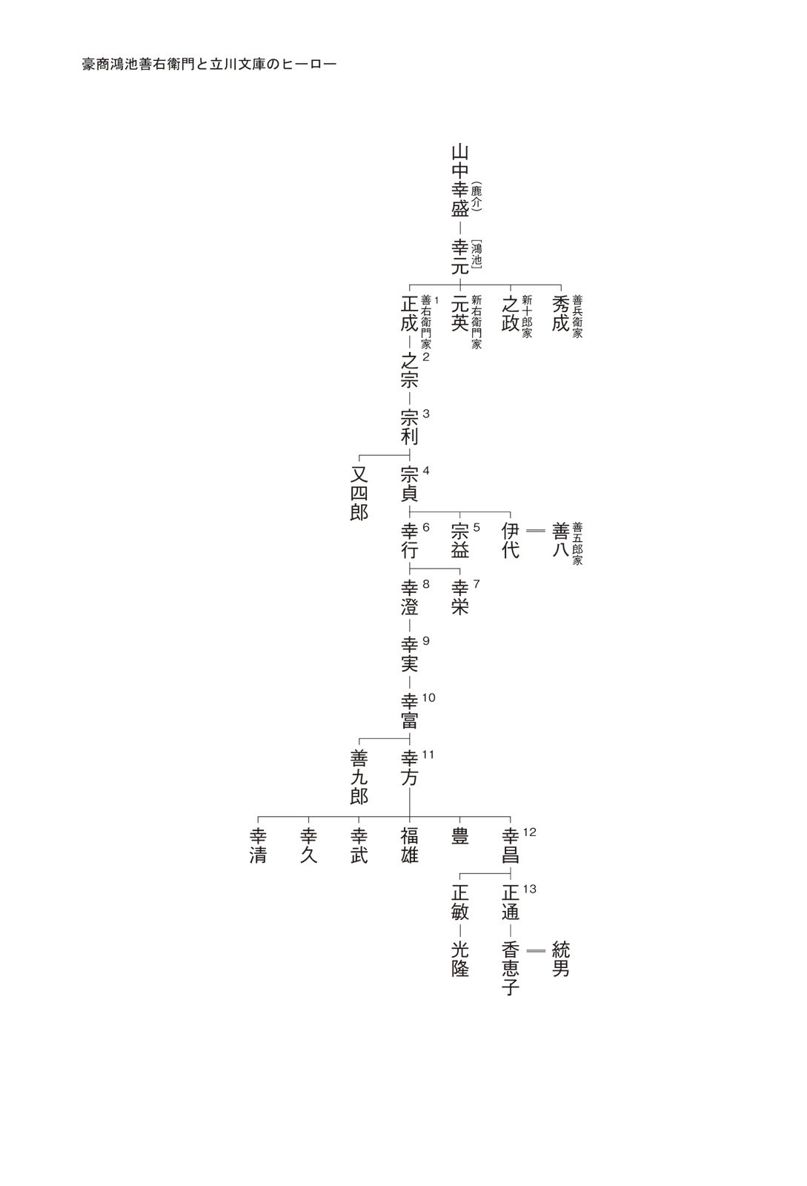 豪商鴻池善右衛門と立川文庫のヒーロー
山中幸盛
(鹿介)
幸元
[鴻池]
秀成
善兵衛家
之政
新十郎家
元英
新右衛門家
正成
善右衛門家
1
之宗
2
宗利
3
宗貞
4
又四郎
善八
善五郎家
伊代
宗益
5
幸行
6
幸栄
7
幸澄
8
幸実
9
幸富
10
幸方
11
善九郎
幸昌
12
豊
福雄
幸武
幸久
幸清
正通
13
正敏
統男
香恵子
光隆